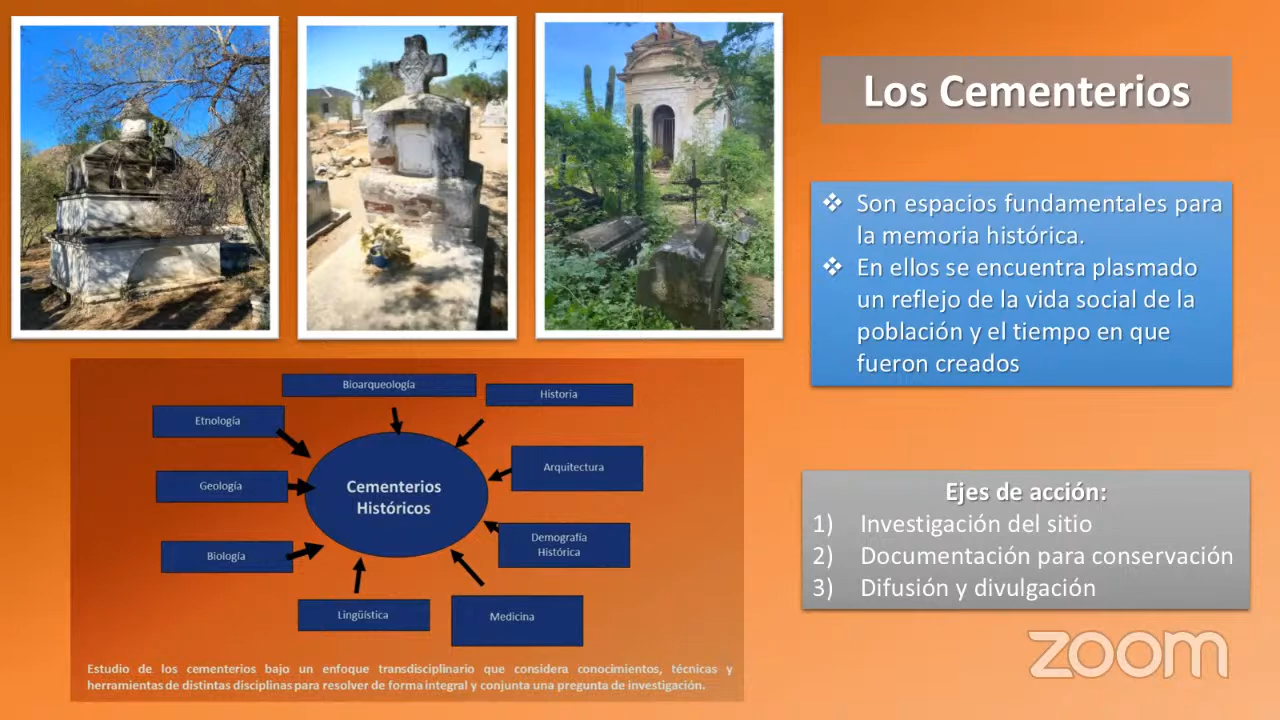 Los Cementerios
❖ Son espacios fundamentales para
la memoria histórica.
❖ En ellos se encuentra plasmado
un reflejo de la vida social de la
población y el tiempo en que
fueron creados
Bioarqueología
Historia
Etnología
Arquitectura
Geología
Cementerios
Históricos
Demografía
Histórica
Biología
Lingüística
Medicina
Estudio de los cementerios bajo un enfoque transdisciplinario que considera conocimientos, técnicas y
herramientas de distintas disciplinas para resolver de forma integral y conjunta una pregunta de investigación.
Ejes de acción:
1) Investigación del sitio
2) Documentación para conservación
3) Difusión y divulgación
zoom